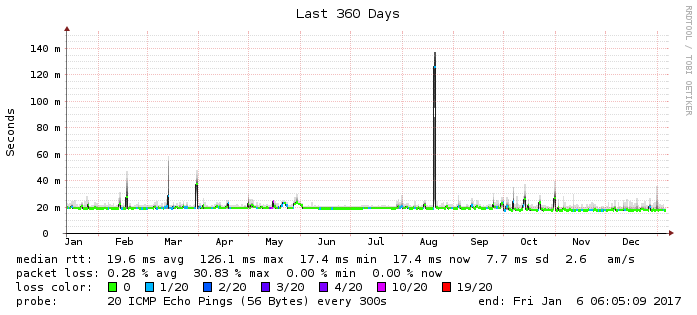 Last 360 Days
RRDTOOL / TOBI OETIKER
Seconds
140 m
120 m
100 m
80 m
60 m
40 m
20 m
0
Jan Feb Mar Apr May Jun Jul Aug Sep Oct Nov Dec
median rtt: 19.6 ms avg 126.1 ms max 17.4 ms min 17.4 ms now 7.7 ms sd 2.6 am/s
packet loss: 0.28 % avg 30.83 % max 0.00 % min 0.00 % now
loss color: 0 1/20 2/20 3/20 4/20 10/20 19/20
probe: 20 ICMP Echo Pings (56 Bytes) every 300s end: Fri Jan 6 06:05:09 2017